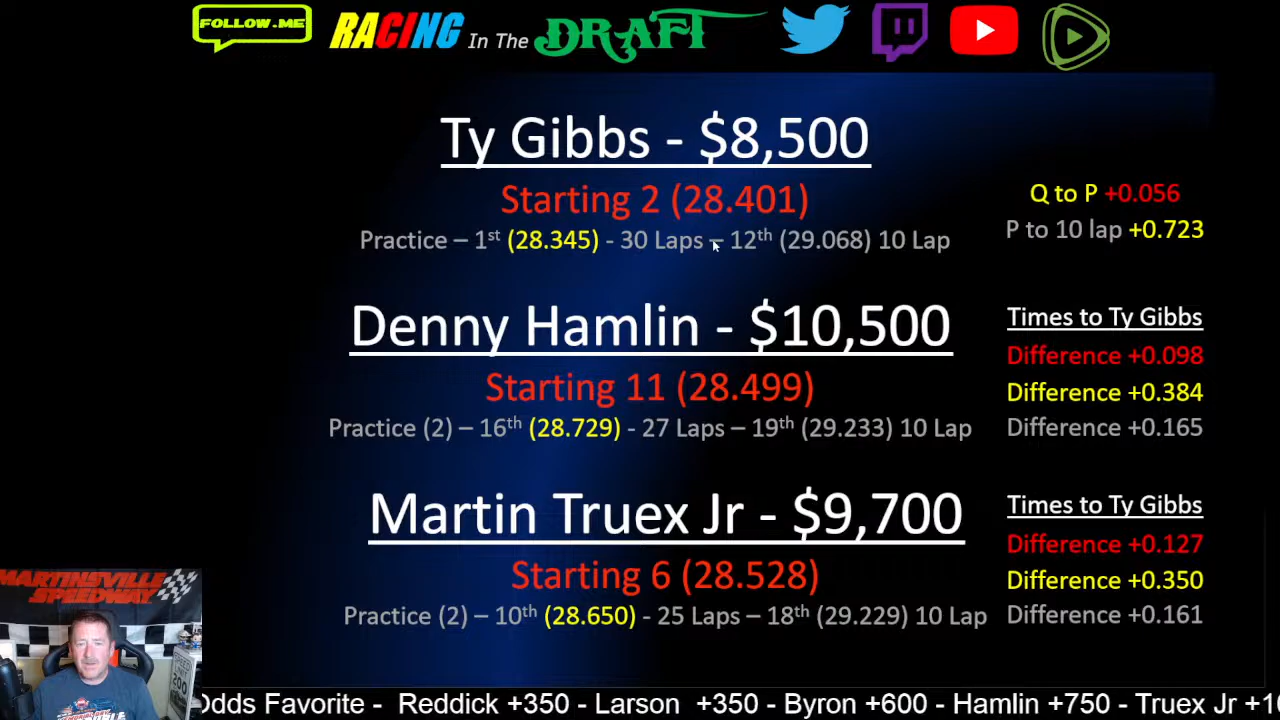 FOLLOW.ME
RACING In The DRAFT
Ty Gibbs - $8,500
Starting 2 (28.401)
Practice – 1st (28.345) - 30 Laps – 12th (29.068) 10 Lap
Q to P +0.056
P to 10 lap +0.723
Denny Hamlin - $10,500
Starting 11 (28.499)
Practice (2) – 16th (28.729) - 27 Laps – 19th (29.233) 10 Lap
Times to Ty Gibbs
Difference +0.098
Difference +0.384
Difference +0.165
Martin Truex Jr - $9,700
Starting 6 (28.528)
Practice (2) – 10th (28.650) - 25 Laps – 18th (29.229) 10 Lap
Times to Ty Gibbs
Difference +0.127
Difference +0.350
Difference +0.161
MARTINSVILLE
SPEEDWAY
SPEED
200
Odds Favorite - Reddick +350 - Larson +350 - Byron +600 - Hamlin +750 - Truex Jr +10